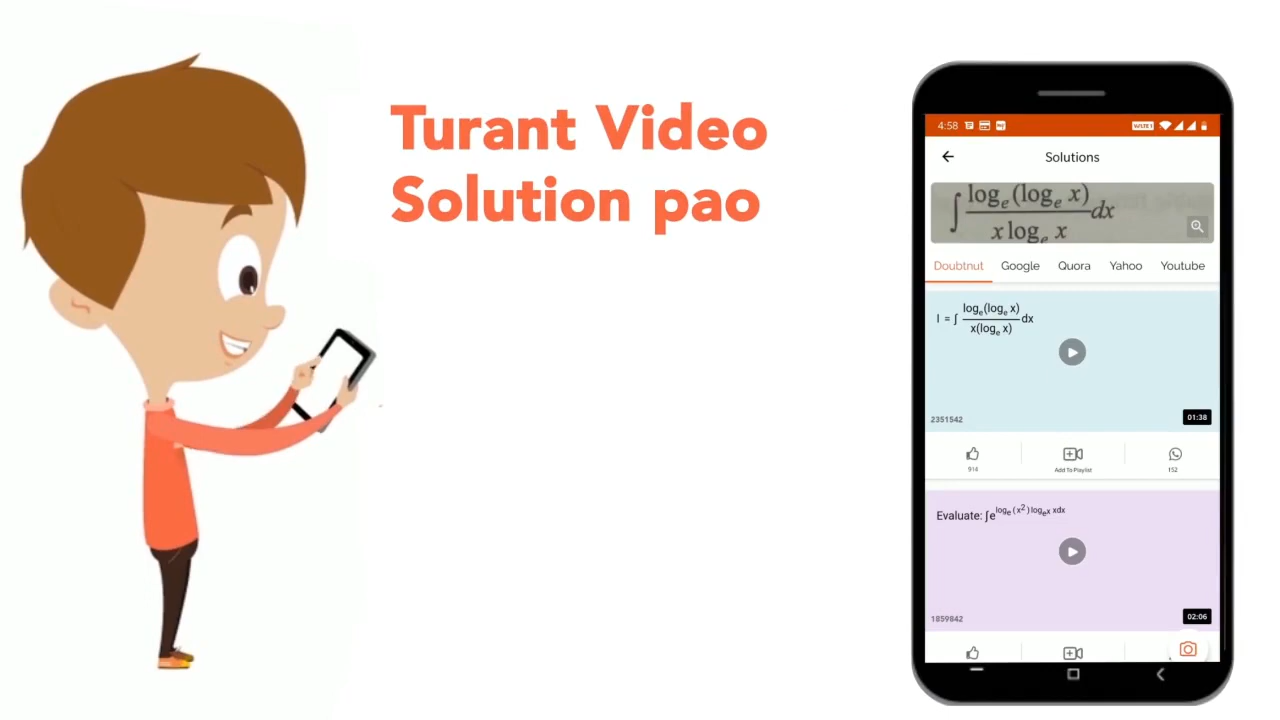 Turant Video
Solution pao
4:58
VoLTE1
Solutions
∫ logₑ(logₑ x) / x logₑ x dx
Doubtnut Google Quora Yahoo Youtube
I = ∫ logₑ(logₑ x) / x(logₑ x) dx
2351542 01:38
914 Add To Playlist 152
Evaluate: ∫e^logₑ(x²)logₑx xdx
1859842 02:06